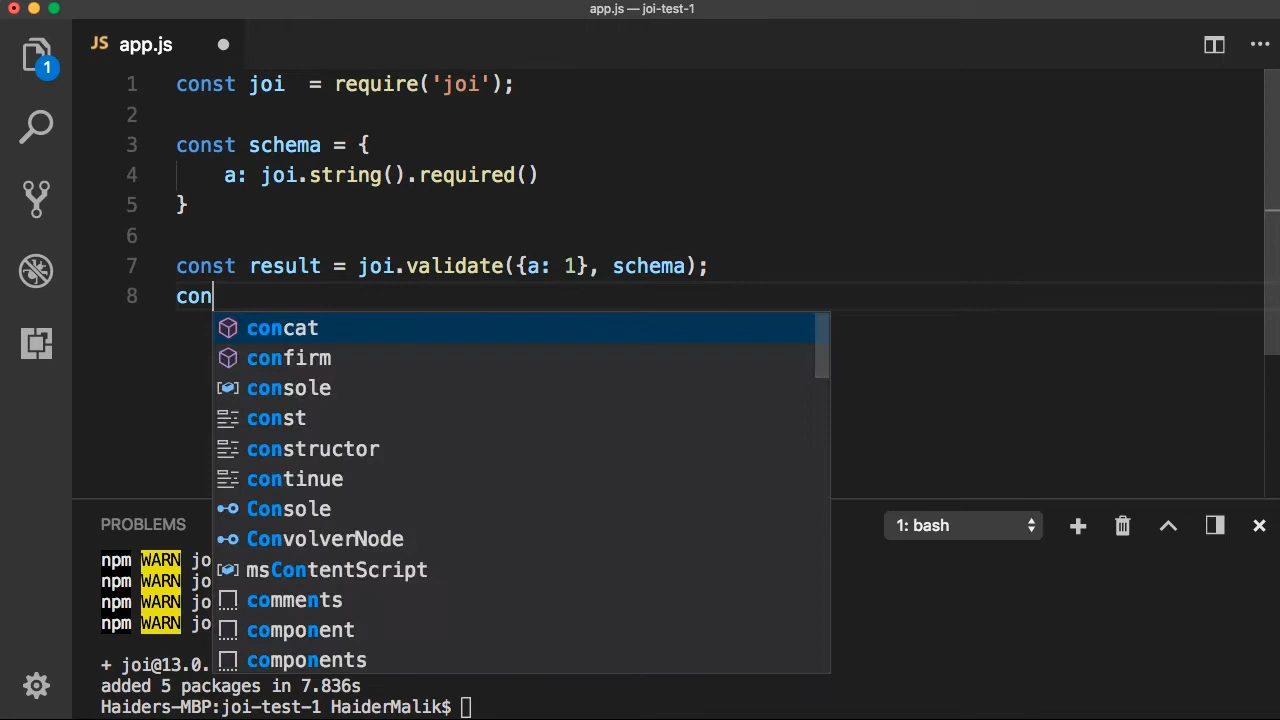 app.js — joi-test-1
JS app.js
1
1 const joi  = require('joi');
2
3 const schema = {
4 a: joi.string().required()
5 }
6
7 const result = joi.validate({a: 1}, schema);
8 con
concat
confirm
console
const
constructor
continue
Console
ConvolverNode
msContentScript
comments
component
components
PROBLEMS
1: bash
npm WARN jo
npm WARN jo
npm WARN jo
npm WARN jo
+ joi@13.0.
added 5 packages in 7.836s
Haiders-MBP:joi-test-1 HaiderMalik$